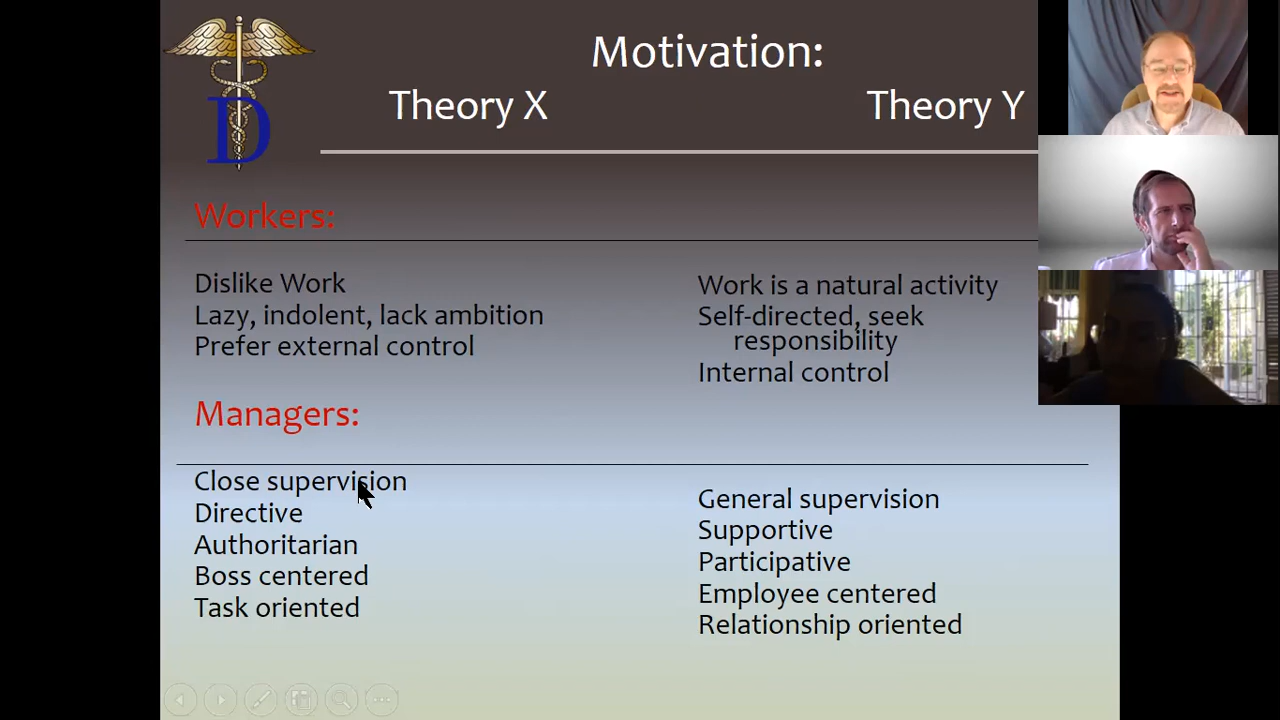 Motivation:
Theory X Theory Y
D
Workers:
Dislike Work
Lazy, indolent, lack ambition
Prefer external control
Work is a natural activity
Self-directed, seek
responsibility
Internal control
Managers:
Close supervision
Directive
Authoritarian
Boss centered
Task oriented
General supervision
Supportive
Participative
Employee centered
Relationship oriented